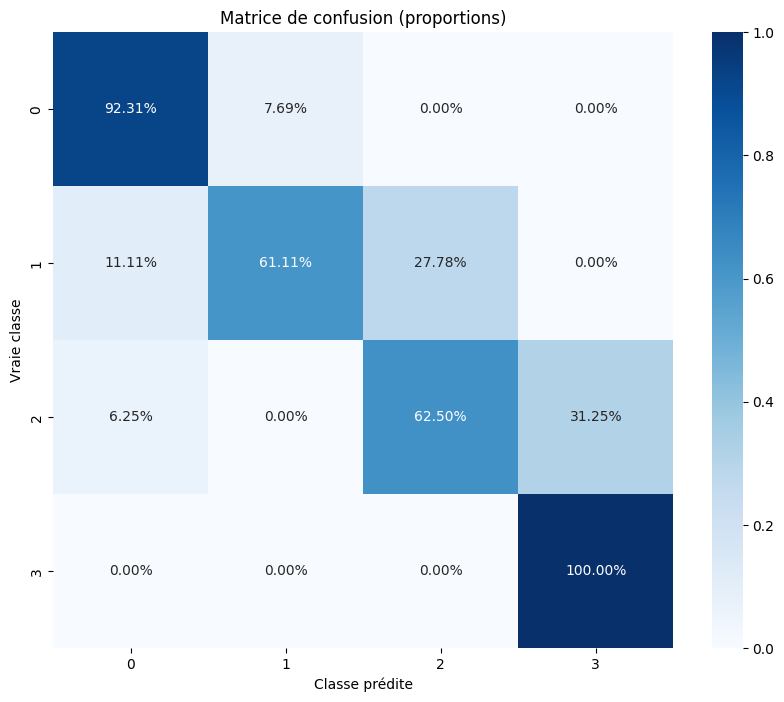 Matrice de confusion (proportions)
1.0
0 92.31% 7.69% 0.00% 0.00%
0.8
1 11.11% 61.11% 27.78% 0.00%
0.6
Vraie classe
0.4
2 6.25% 0.00% 62.50% 31.25%
0.2
3 0.00% 0.00% 0.00% 100.00%
0.0
0 1 2 3
Classe prédite